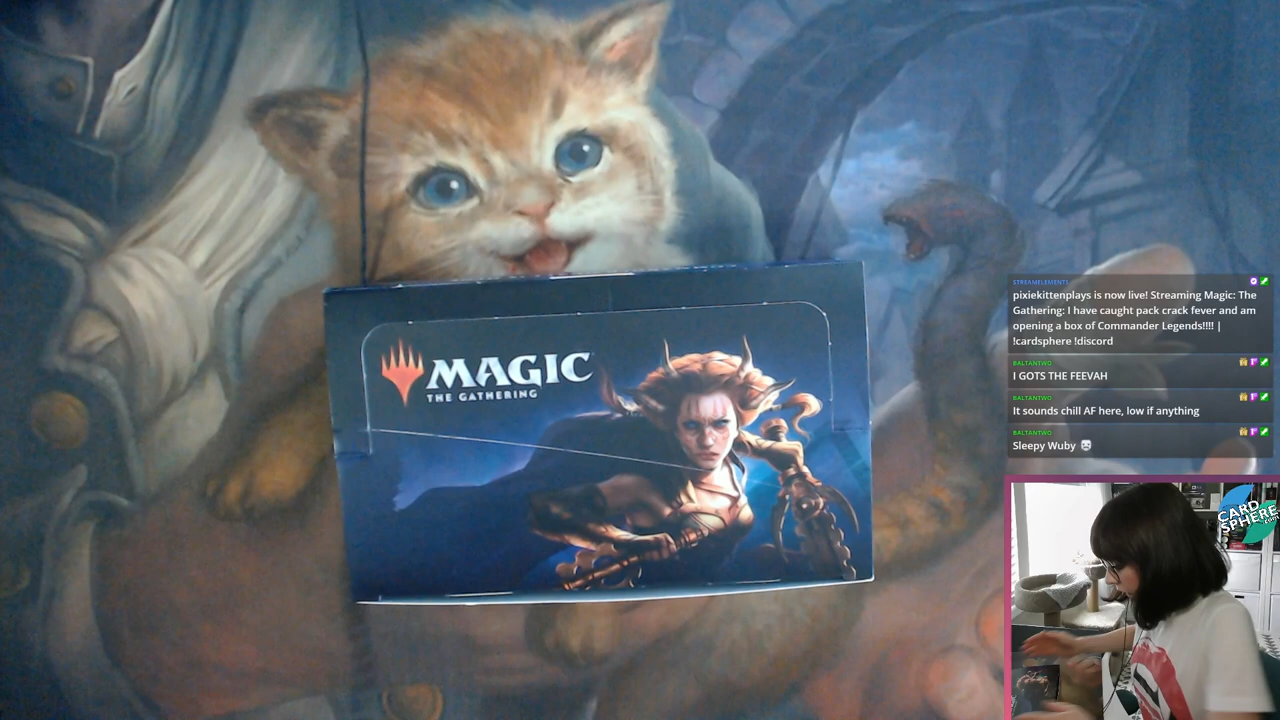 MAGIC
THE GATHERING
STREAMELEMENTS
pixiekittenplays is now live! Streaming Magic: The
Gathering: I have caught pack crack fever and am
opening a box of Commander Legends!!!! |
!cardsphere !discord
BALTANTWO
I GOTS THE FEEVAH
BALTANTWO
It sounds chill AF here, low if anything
BALTANTWO
Sleepy Wuby
CARD
SPHERE
.com